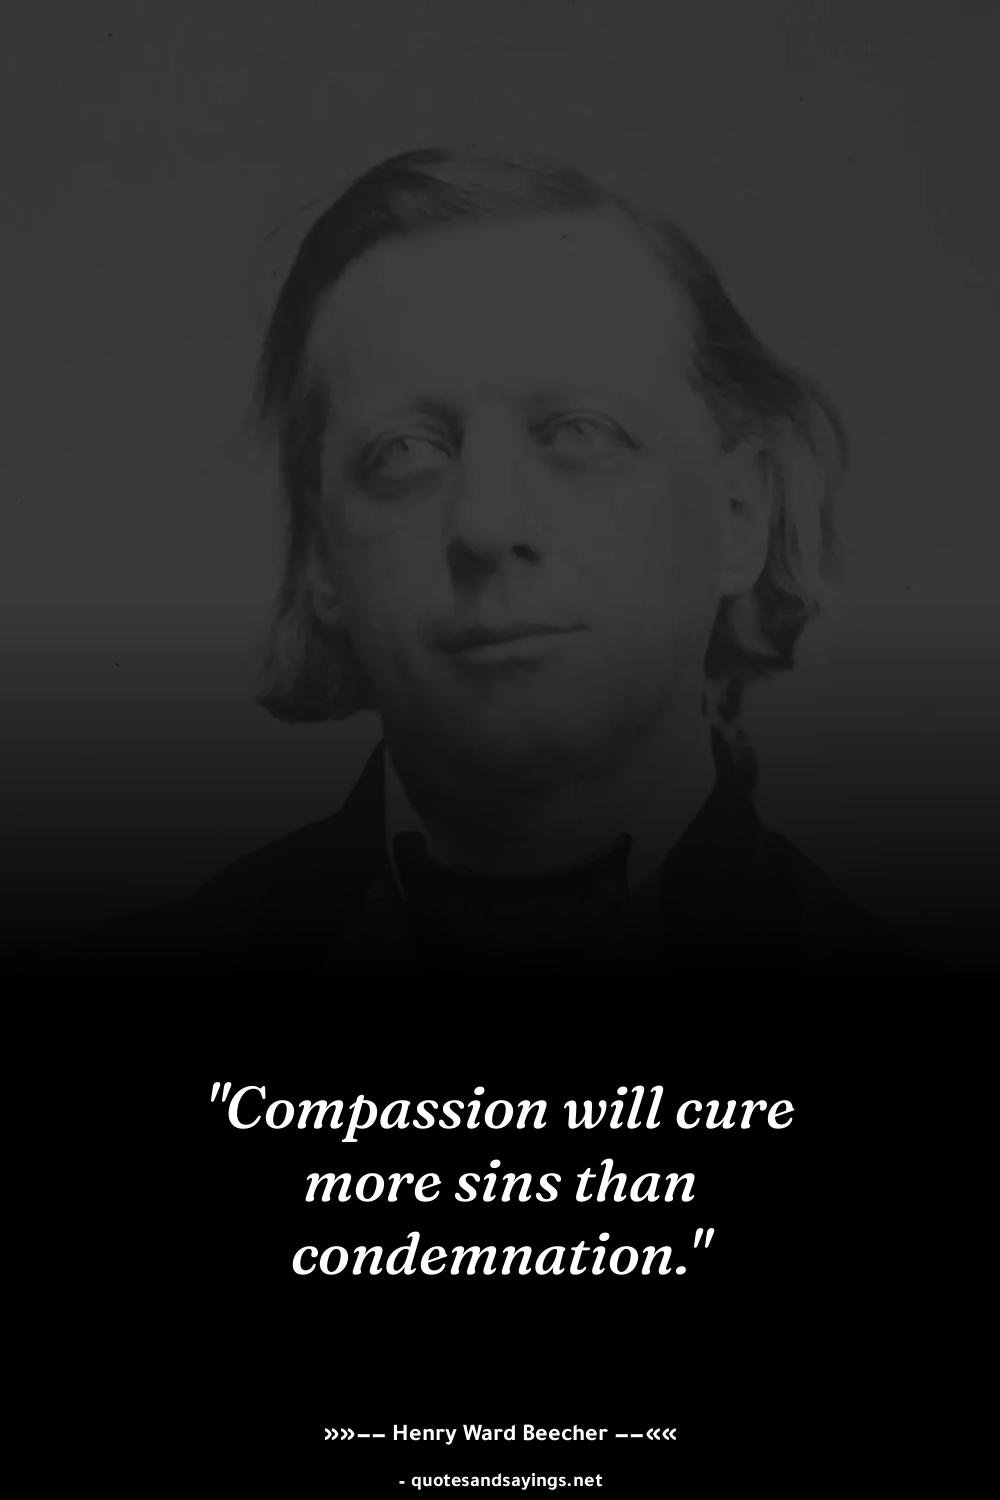 "Compassion will cure
more sins than
condemnation."
»»−− Henry Ward Beecher −−««
- quotesandsayings.net